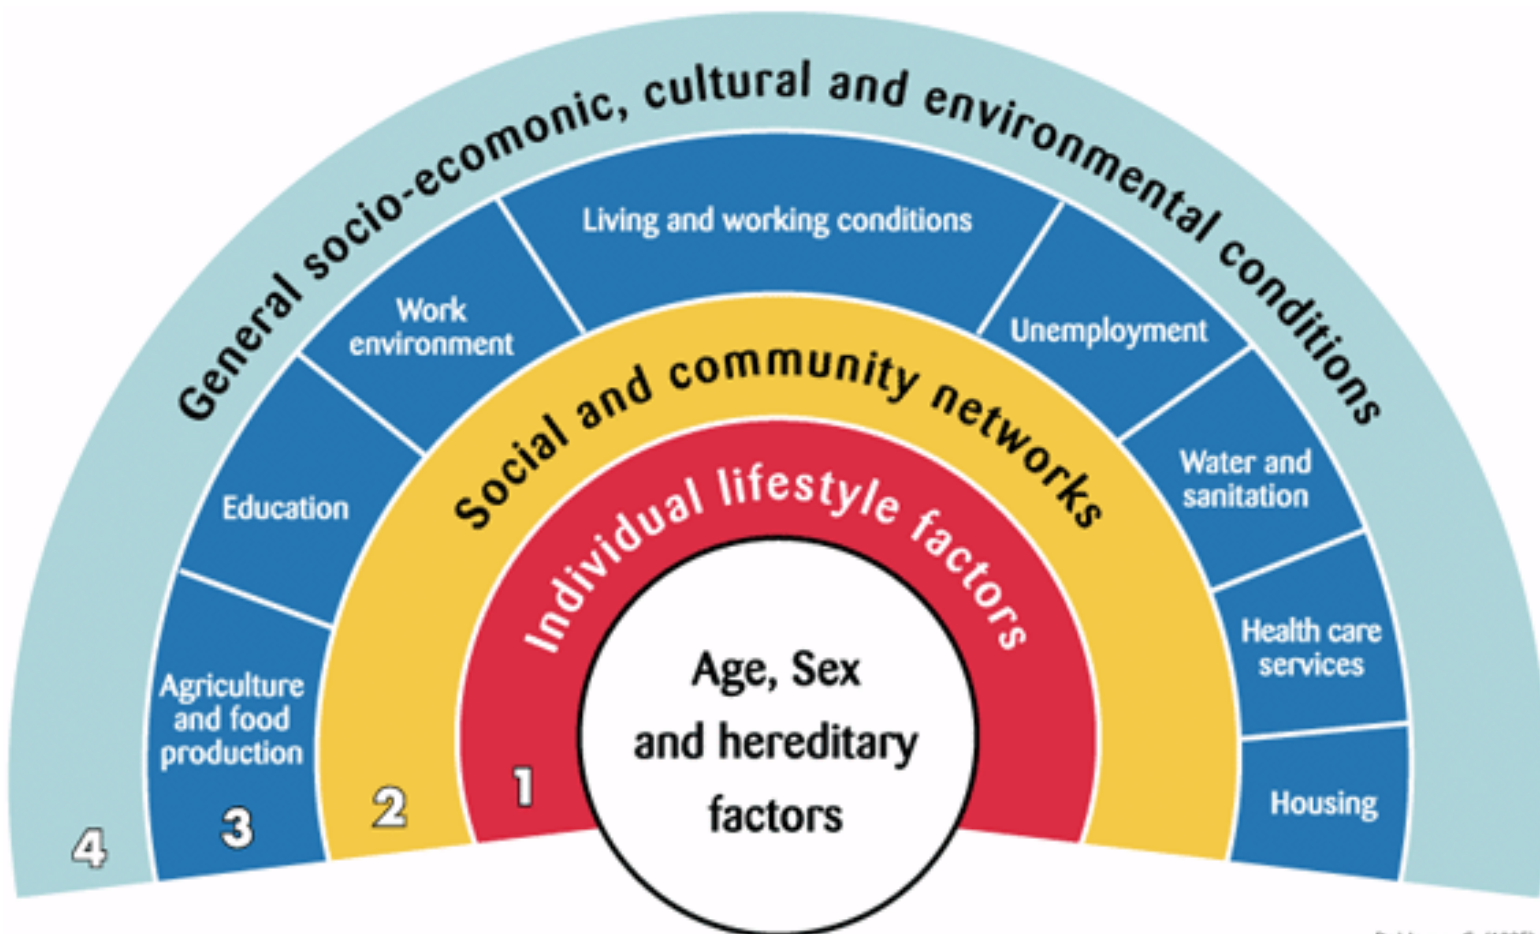 General socio-ecomonic, cultural and environmental conditions
Living and working conditions
Work
environment
Unemployment
Education
Water and
sanitation
Agriculture
and food
production
Health care
services
Housing
Social and community networks
Individual lifestyle factors
Age, Sex
and hereditary
factors
4
3
2
1